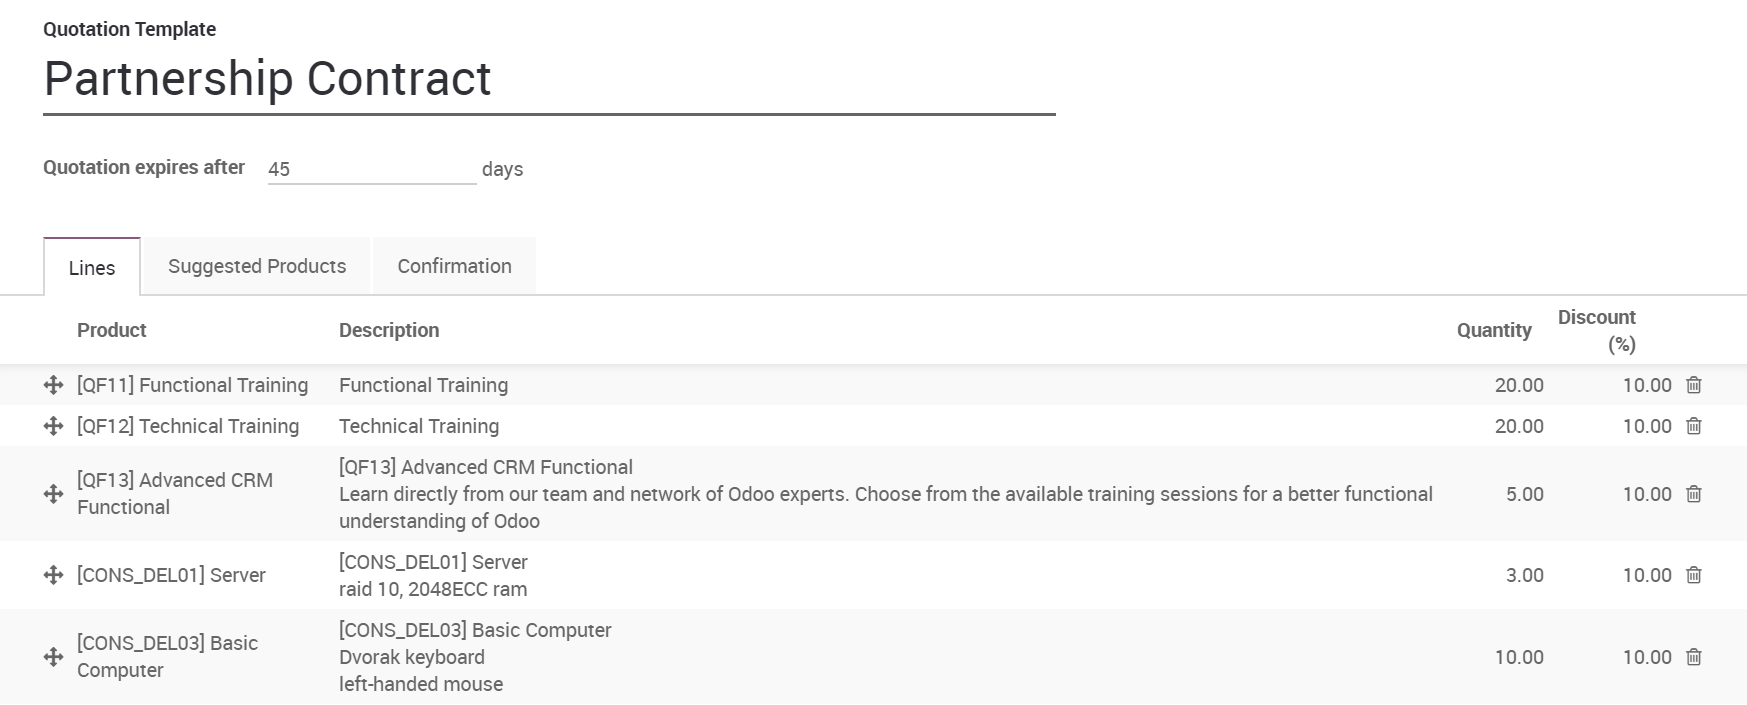 Quotation Template
Partnership Contract
Quotation expires after 45 days
Lines Suggested Products Confirmation
Product Description Quantity Discount (%)
[QF11] Functional Training Functional Training 20.00 10.00
[QF12] Technical Training Technical Training 20.00 10.00
[QF13] Advanced CRM Functional
[QF13] Advanced CRM Functional
Learn directly from our team and network of Odoo experts. Choose from the available training sessions for a better functional
understanding of Odoo
5.00 10.00
[CONS_DEL01] Server
[CONS_DEL01] Server
raid 10, 2048ECC ram
3.00 10.00
[CONS_DEL03] Basic
Computer
[CONS_DEL03] Basic Computer
Dvorak keyboard
left-handed mouse
10.00 10.00